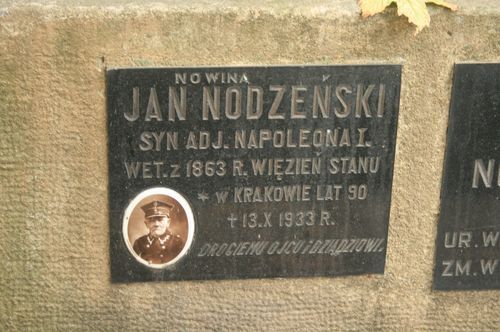 NOWINA
JAN NODZEŃSKI
SYN ADJ. NAPOLEONA I.
WET. z 1863 R. WIĘZIEŃ STANU
* w KRAKOWIE LAT 90
† 13.X 1933 R.
DROGIEMU OJCU i DZIADZIOWI
UR. W
ZM. W